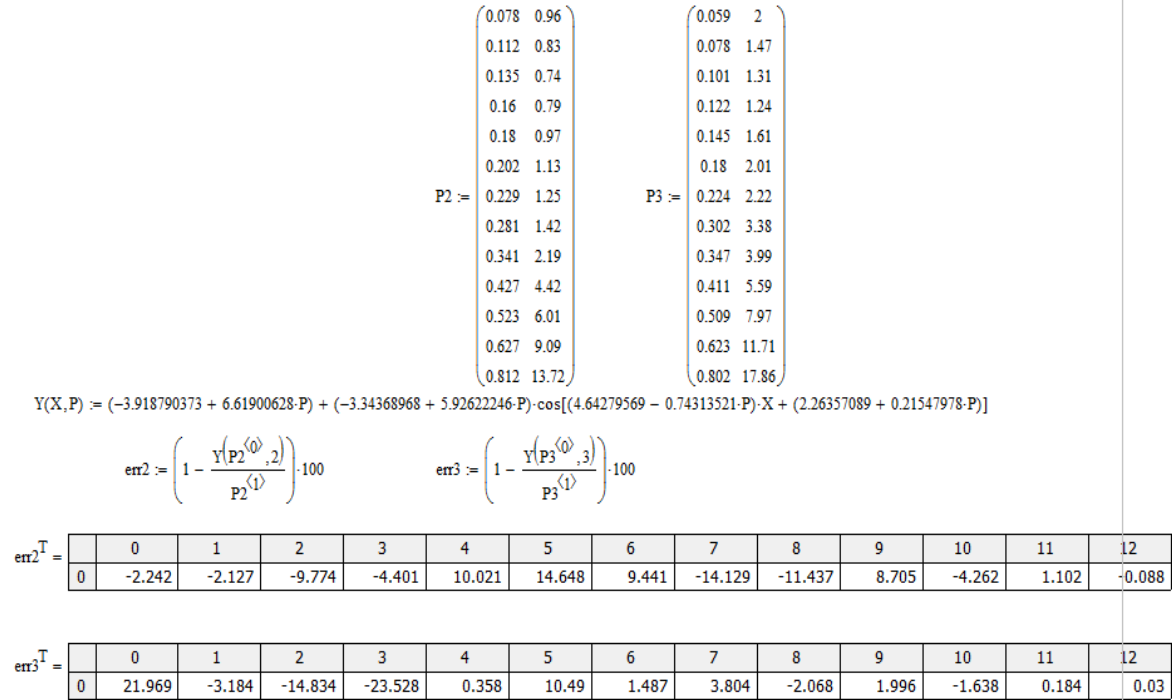 0.078 0.96 0.059 2
0.112 0.83 0.078 1.47
0.135 0.74 0.101 1.31
0.16 0.79 0.122 1.24
0.18 0.97 0.145 1.61
0.202 1.13 0.18 2.01
P2 := 0.229 1.25 P3 := 0.224 2.22
0.281 1.42 0.302 3.38
0.341 2.19 0.347 3.99
0.427 4.42 0.411 5.59
0.523 6.01 0.509 7.97
0.627 9.09 0.623 11.71
0.812 13.72 0.802 17.86
Y(X,P) := (−3.918790373 + 6.61900628·P) + (−3.34368968 + 5.92622246·P)·cos[(4.64279569 − 0.74313521·P)·X + (2.26357089 + 0.21547978·P)]
err2 := (1 − Y(P2^⟨0⟩,2) / P2^⟨1⟩)·100 err3 := (1 − Y(P3^⟨0⟩,3) / P3^⟨1⟩)·100
0 1 2 3 4 5 6 7 8 9 10 11 12
err2^T = 0 -2.242 -2.127 -9.774 -4.401 10.021 14.648 9.441 -14.129 -11.437 8.705 -4.262 1.102 -0.088
0 1 2 3 4 5 6 7 8 9 10 11 12
err3^T = 0 21.969 -3.184 -14.834 -23.528 0.358 10.49 1.487 3.804 -2.068 1.996 -1.638 0.184 0.03